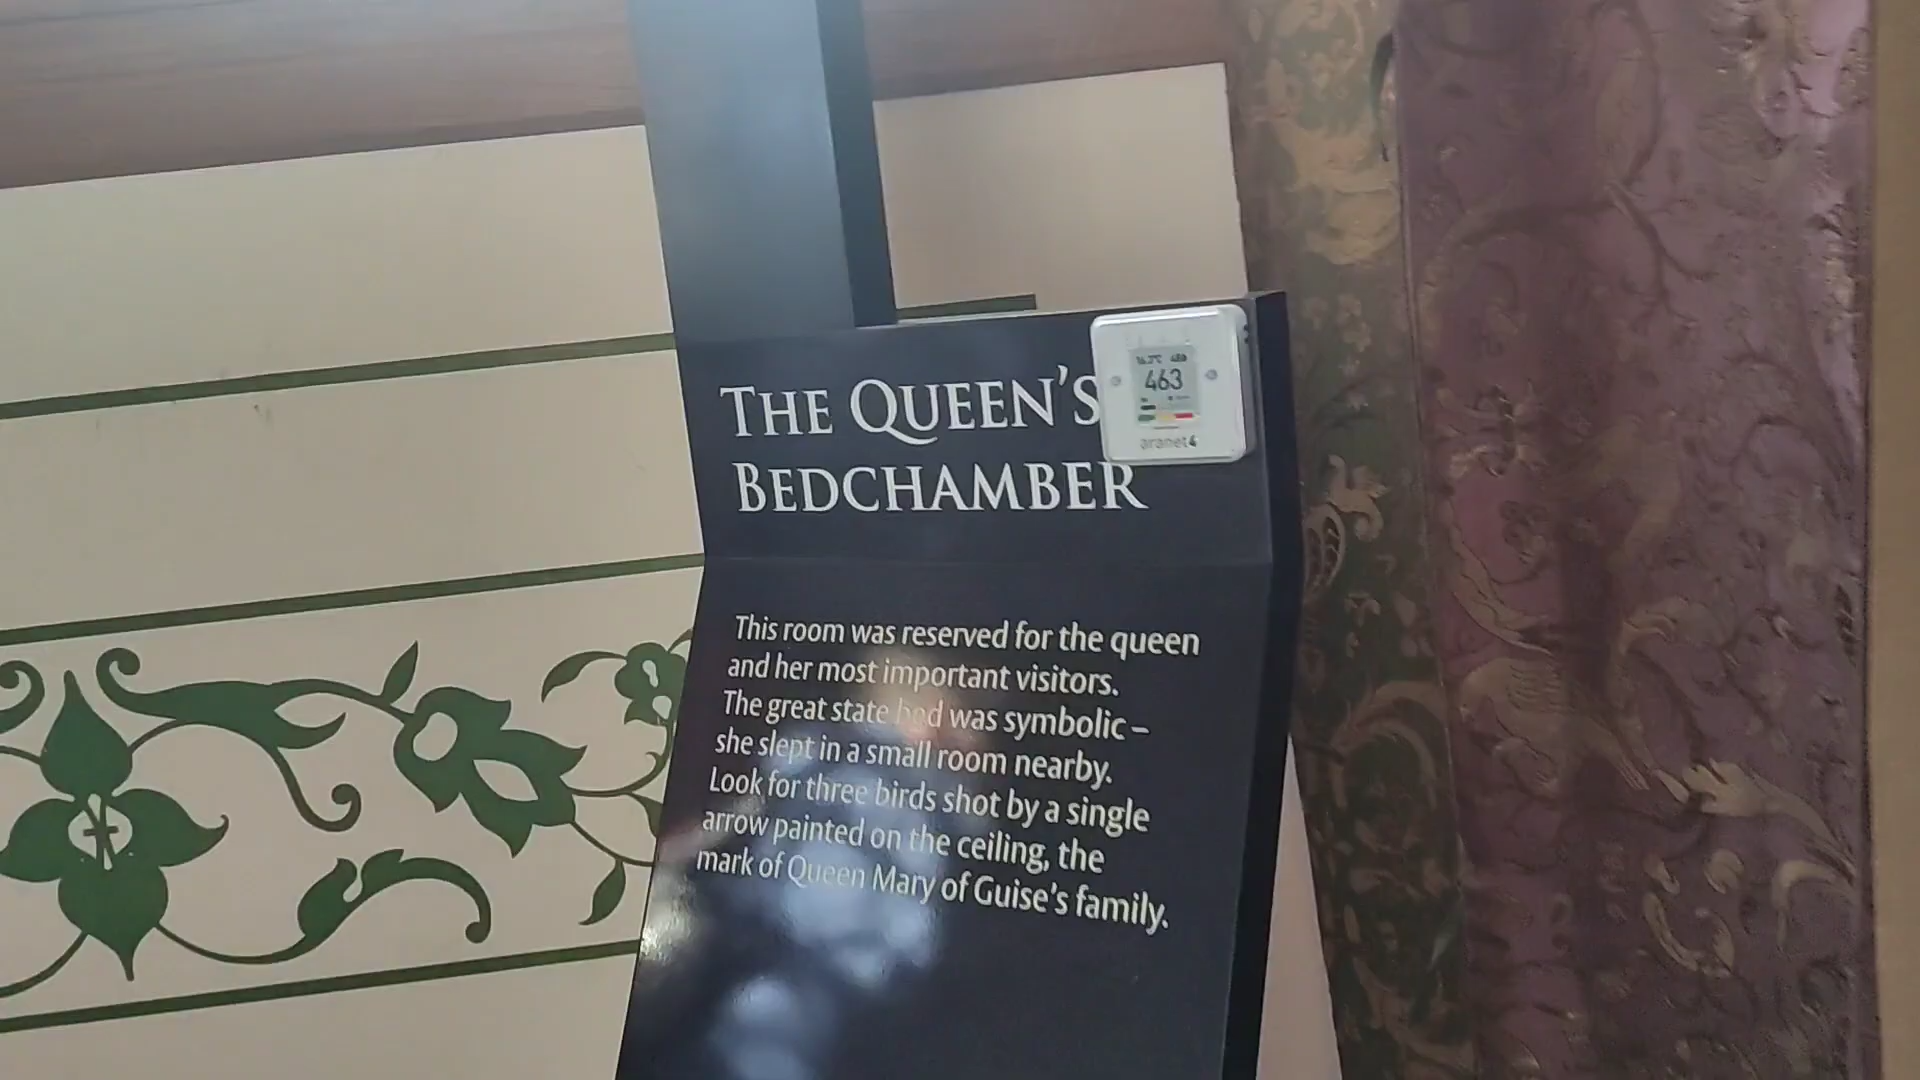 THE QUEEN'S
BEDCHAMBER
463
aranet4
This room was reserved for the queen
and her most important visitors.
The great state bed was symbolic –
she slept in a small room nearby.
Look for three birds shot by a single
arrow painted on the ceiling, the
mark of Queen Mary of Guise's family.